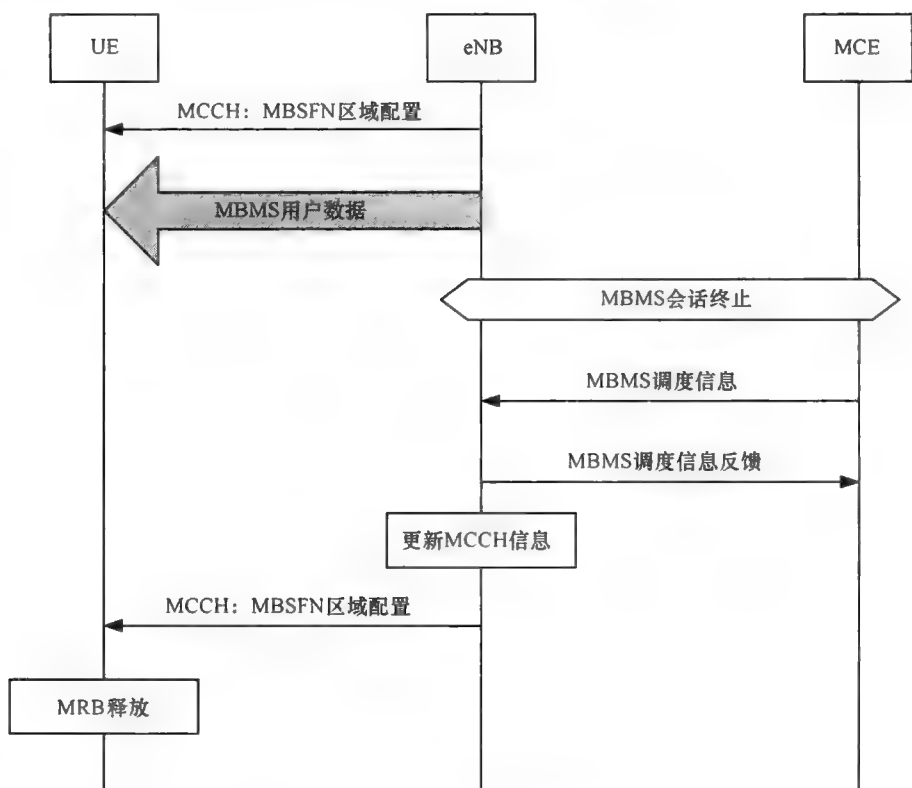 UE
eNB
MCE
MCCH：MBSFN区域配置
MBMS用户数据
MBMS会话终止
MBMS调度信息
MBMS调度信息反馈
更新MCCH信息
MCCH：MBSFN区域配置
MRB释放